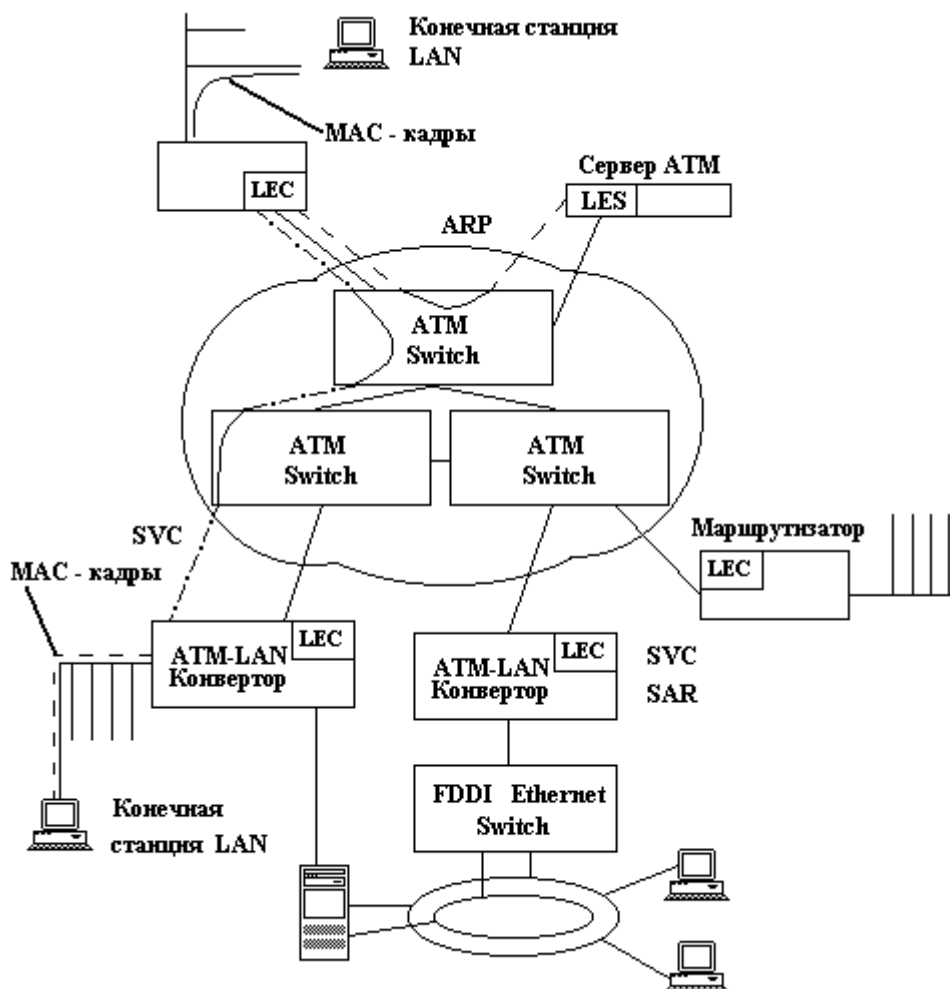 Конечная станция
LAN
MAC - кадры
LEC
Сервер ATM
LES
ARP
ATM
Switch
ATM
Switch
ATM
Switch
SVC
MAC - кадры
Маршрутизатор
LEC
LEC
ATM-LAN
Конвертор
LEC
ATM-LAN
Конвертор
SVC
SAR
FDDI Ethernet
Switch
Конечная
станция LAN